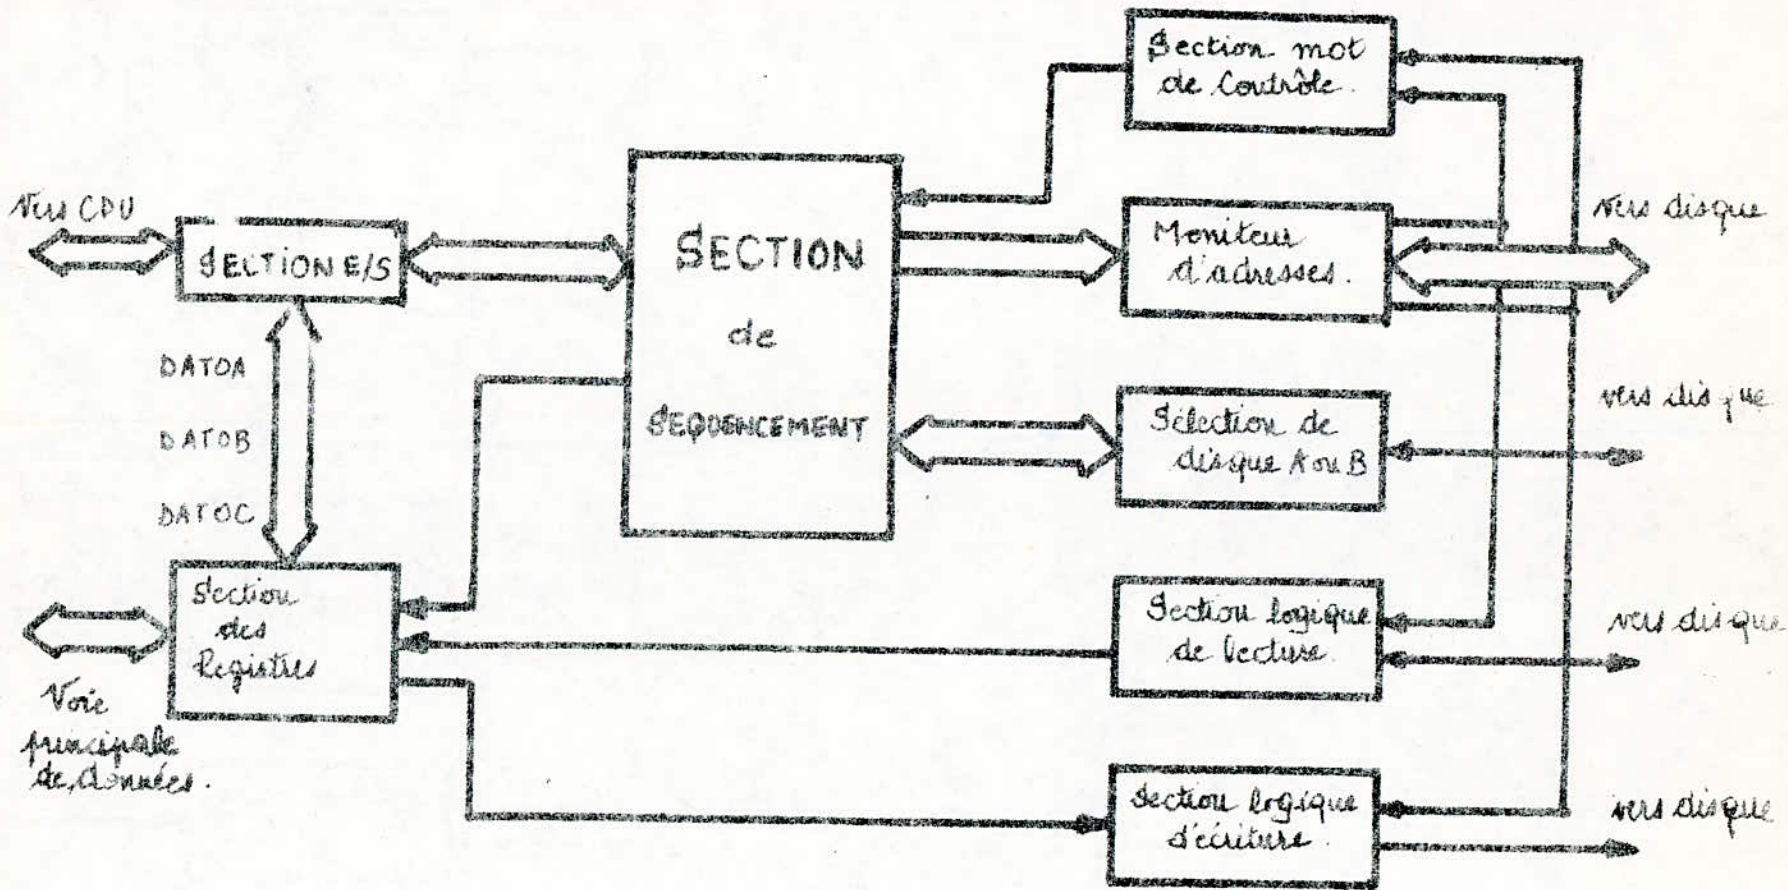 Section mot
de Contrôle.
Vers CPU
SECTION E/S
SECTION
de
SEQUENCEMENT
Moniteur
d'adresses.
vers disque
DATOA
DATOB
DATOC
Sélection de
disque A ou B
vers disque
Section
des
Registres
Section logique
de lecture
vers disque
Voie
principale
de données.
Section logique
d'écriture.
vers disque